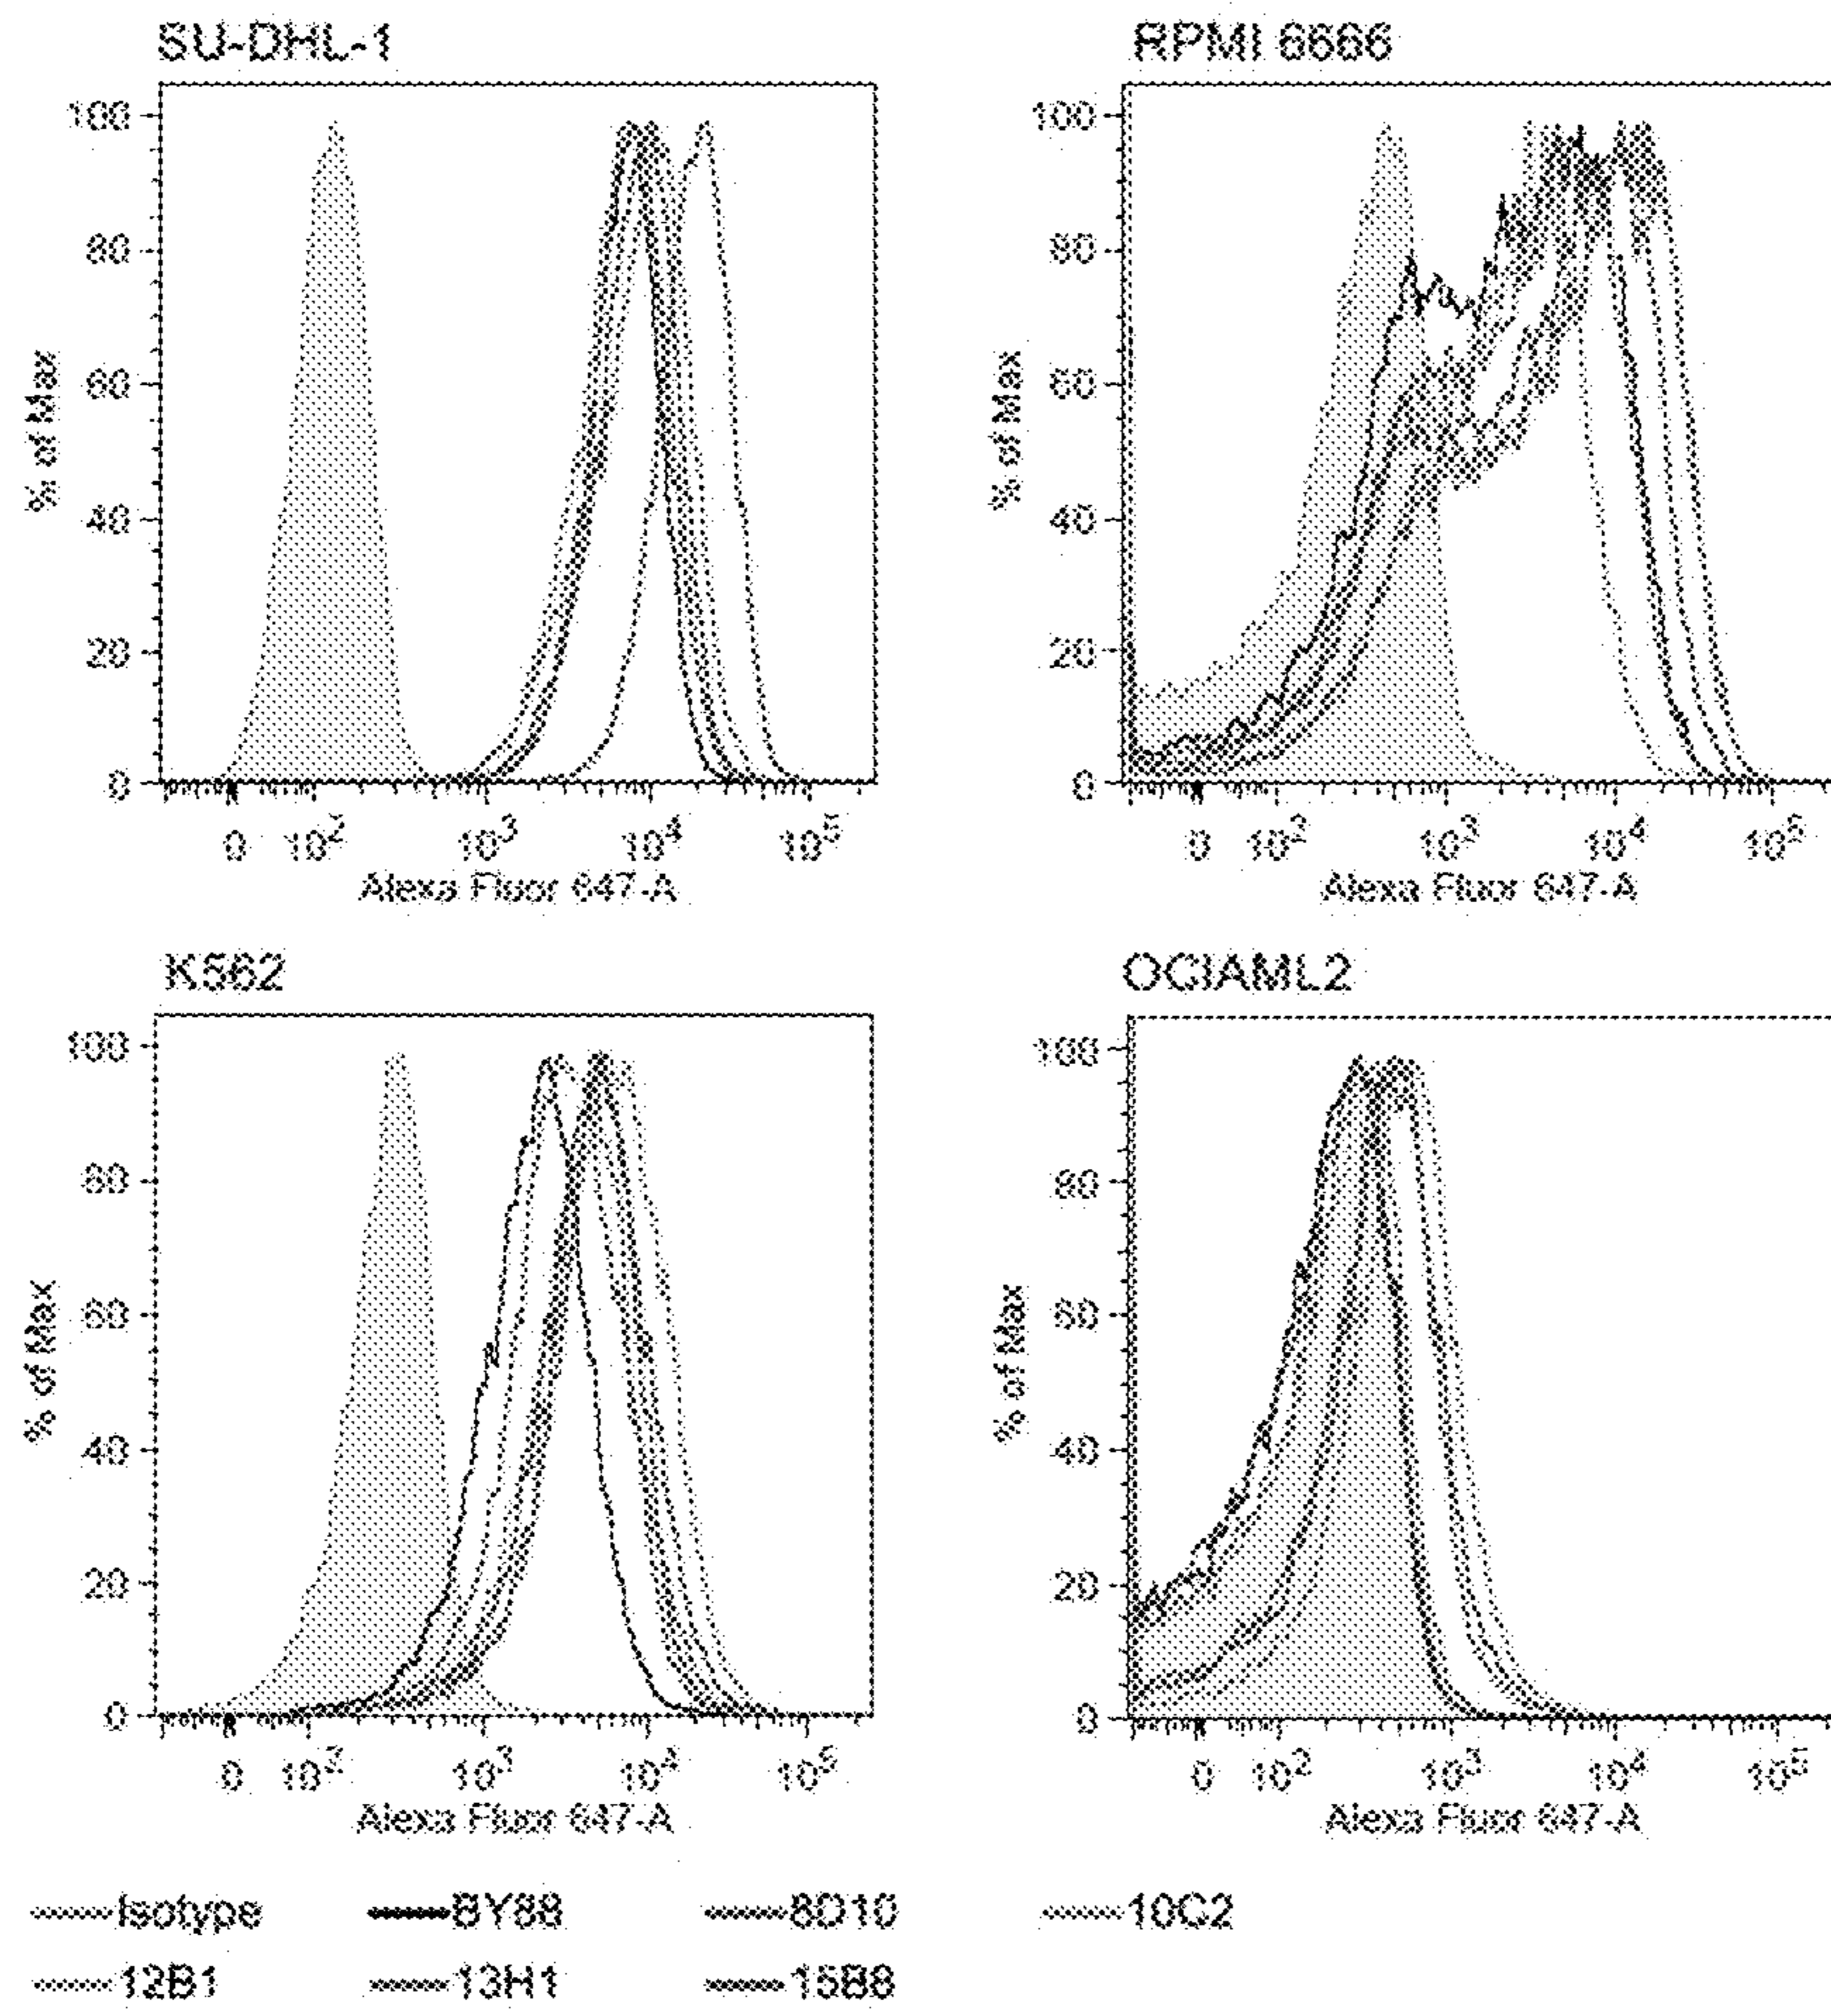 SU-DHL-1
100
80
60
40
20
0
% of Max
0 10² 10³ 10⁴ 10⁵
Alexa Fluor 647-A
RPMI 6666
100
80
60
40
20
0
% of Max
0 10² 10³ 10⁴ 10⁵
Alexa Fluor 647-A
K562
100
80
60
40
20
0
% of Max
0 10² 10³ 10⁴ 10⁵
Alexa Fluor 647-A
OCIAML2
100
80
60
40
20
0
% of Max
0 10² 10³ 10⁴ 10⁵
Alexa Fluor 647-A
Isotype BY88 8D10 10C2
12B1 13H1 15B8